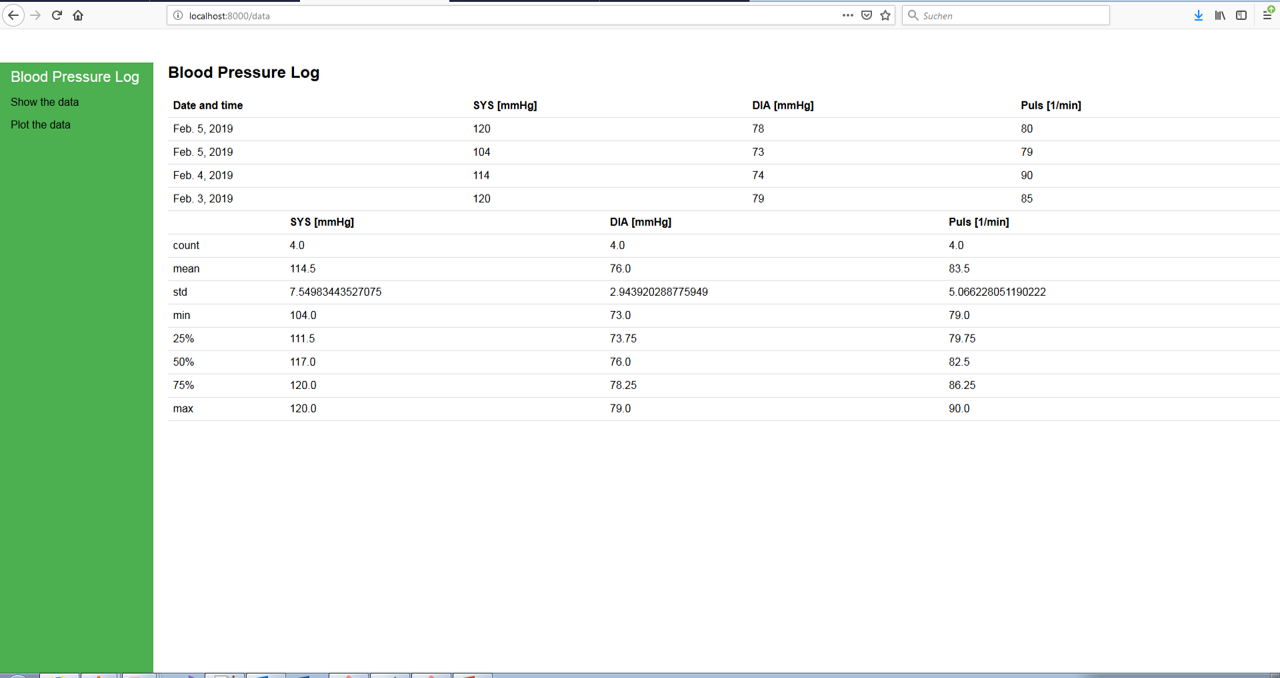 localhost:8000/data
Suchen
Blood Pressure Log
Show the data
Plot the data
Blood Pressure Log
Date and time SYS [mmHg] DIA [mmHg] Puls [1/min]
Feb. 5, 2019 120 78 80
Feb. 5, 2019 104 73 79
Feb. 4, 2019 114 74 90
Feb. 3, 2019 120 79 85
SYS [mmHg] DIA [mmHg] Puls [1/min]
count 4.0 4.0 4.0
mean 114.5 76.0 83.5
std 7.54983443527075 2.943920288775949 5.066228051190222
min 104.0 73.0 79.0
25% 111.5 73.75 79.75
50% 117.0 76.0 82.5
75% 120.0 78.25 86.25
max 120.0 79.0 90.0